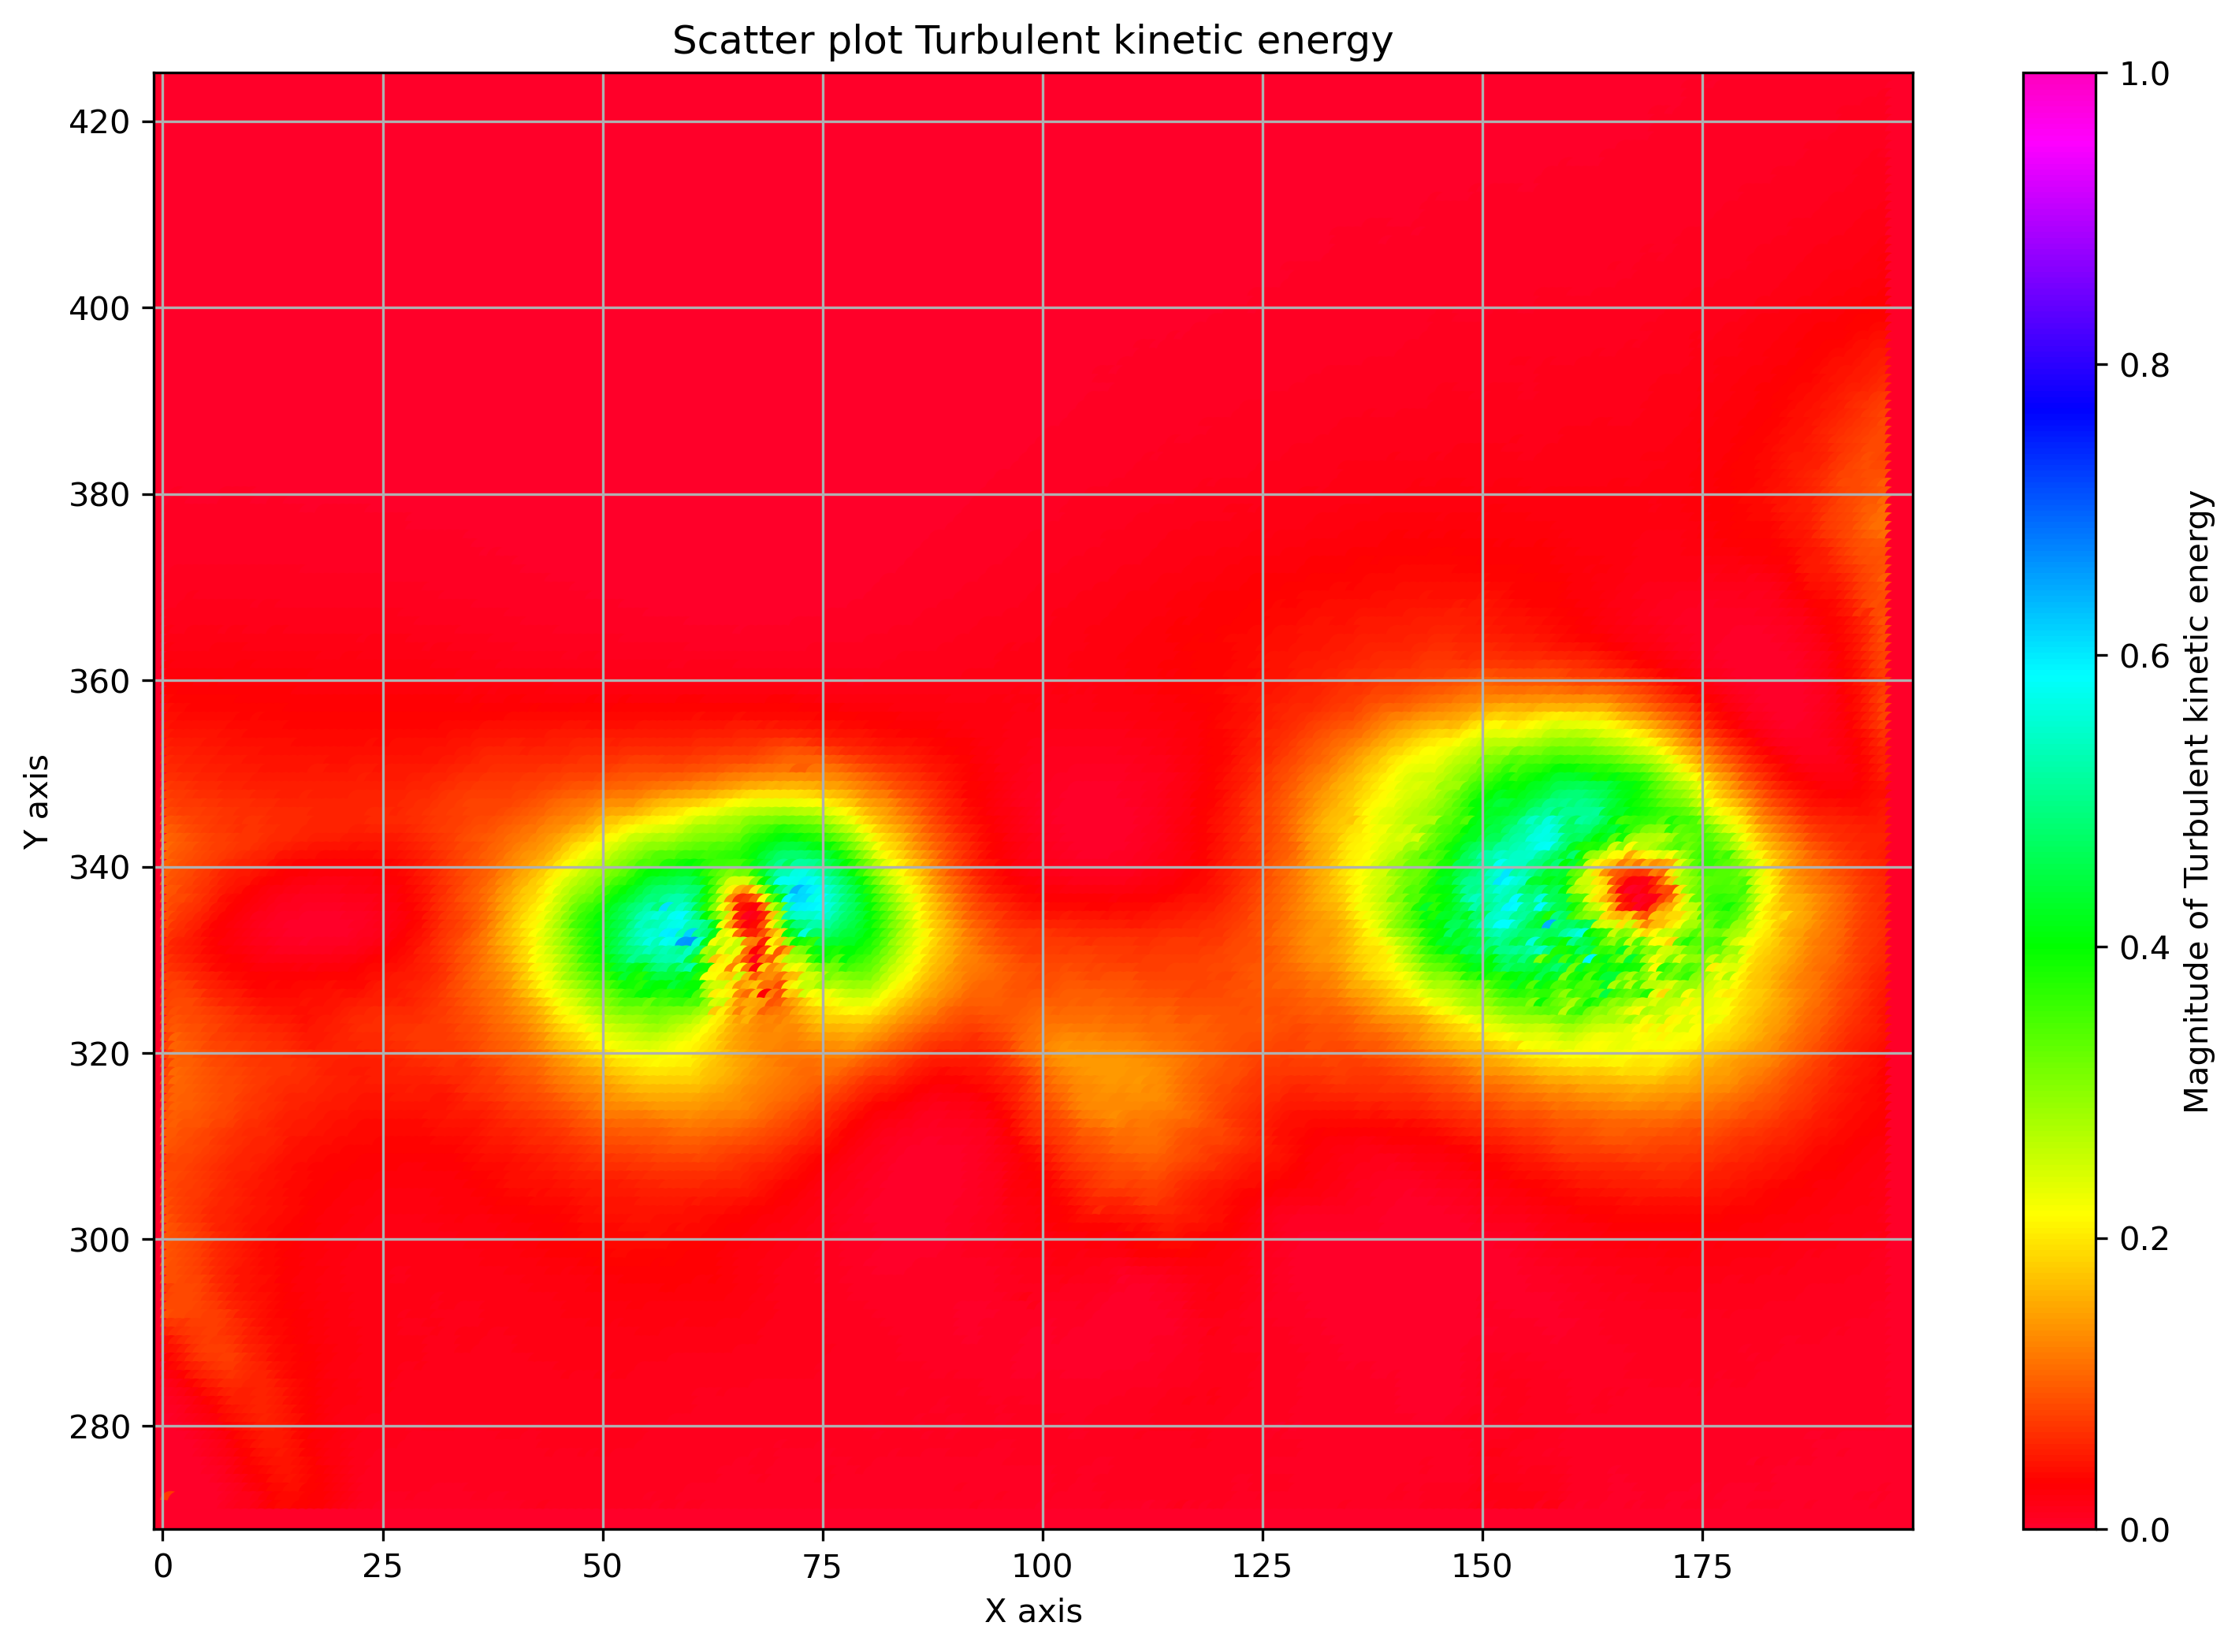 Scatter plot Turbulent kinetic energy
420
400
380
360
340
320
300
280
Y axis
0 25 50 75 100 125 150 175
X axis
1.0
0.8
0.6
0.4
0.2
0.0
Magnitude of Turbulent kinetic energy